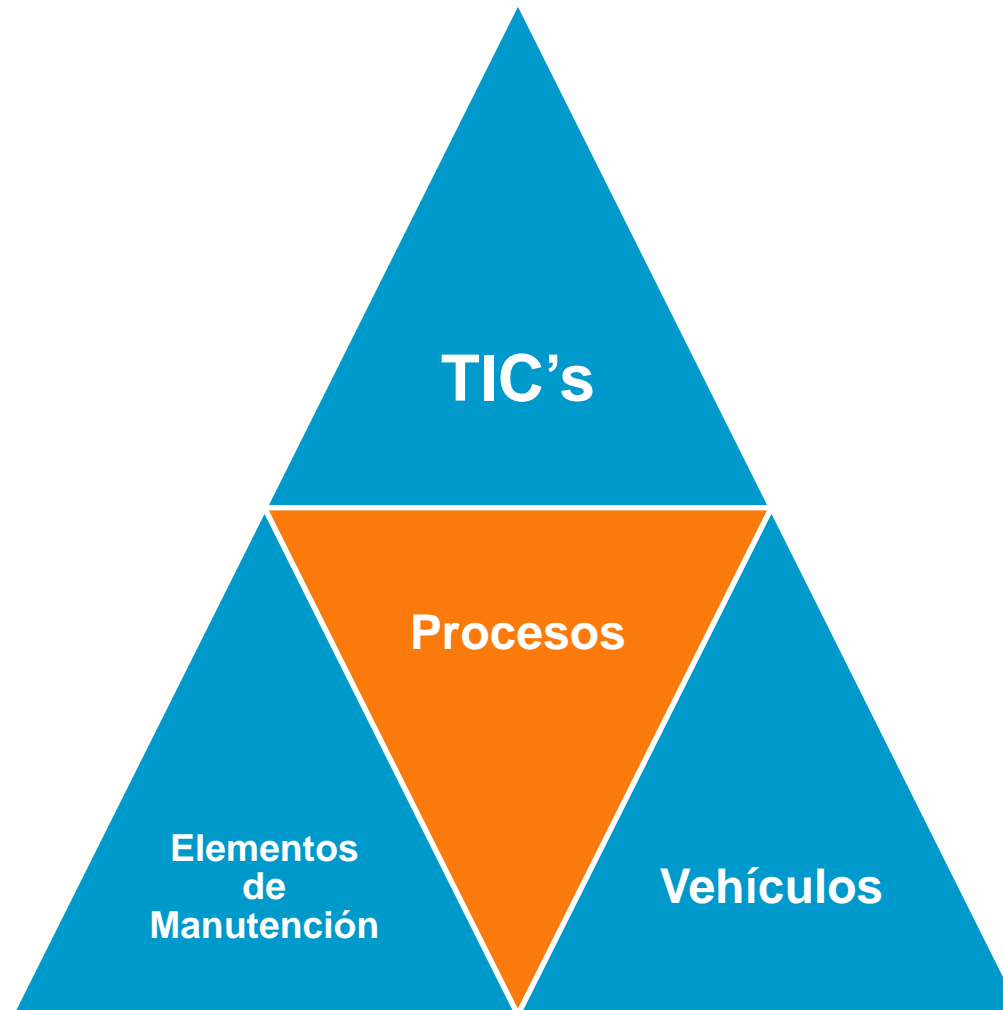 TIC’s
Procesos
Elementos
de
Manutención
Vehículos